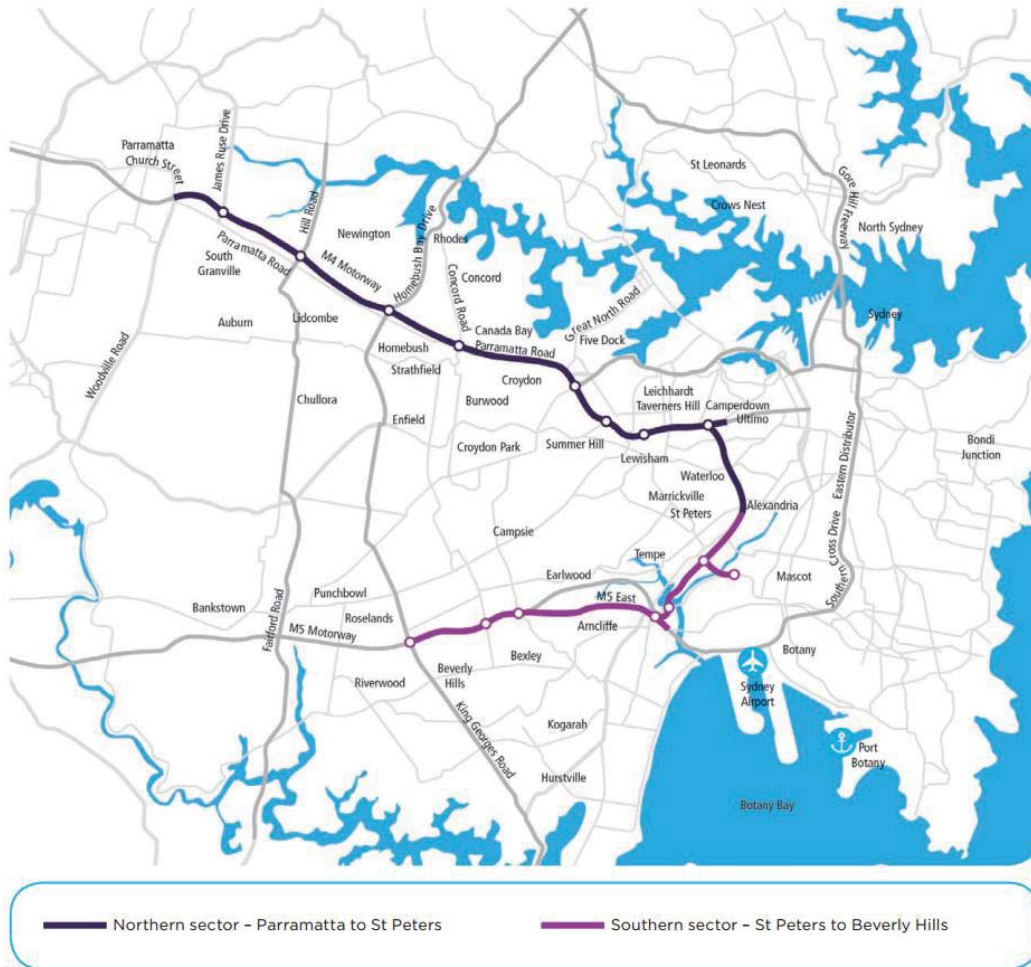 Parramatta
Church Street
James Ruse Drive
Hill Road
Homebush Bay Drive
St Leonards
Gore Hill Freeway
Crows Nest
North Sydney
Newington
Rhodes
South
Granville
Parramatta Road
M4 Motorway
Concord
Concord Road
Great North Road
Sydney
Auburn
Lidcombe
Canada Bay
Parramatta Road
Five Dock
Homebush
Strathfield
Woodville Road
Croydon
Leichhardt
Taverners Hill
Camperdown
Ultimo
Chullora
Burwood
Enfield
Croydon Park
Summer Hill
Lewisham
Bondi
Junction
Eastern Distributor
Waterloo
Marrickville
St Peters
Alexandria
Campsie
Tempe
Southern Cross Drive
Earlwood
Mascot
Punchbowl
Bankstown
Roselands
M5 East
Fairford Road
M5 Motorway
Arncliffe
Botany
Bexley
Beverly
Hills
Riverwood
Sydney
Airport
King Georges Road
Kogarah
Port
Botany
Hurstville
Botany Bay
Northern sector – Parramatta to St Peters
Southern sector – St Peters to Beverly Hills